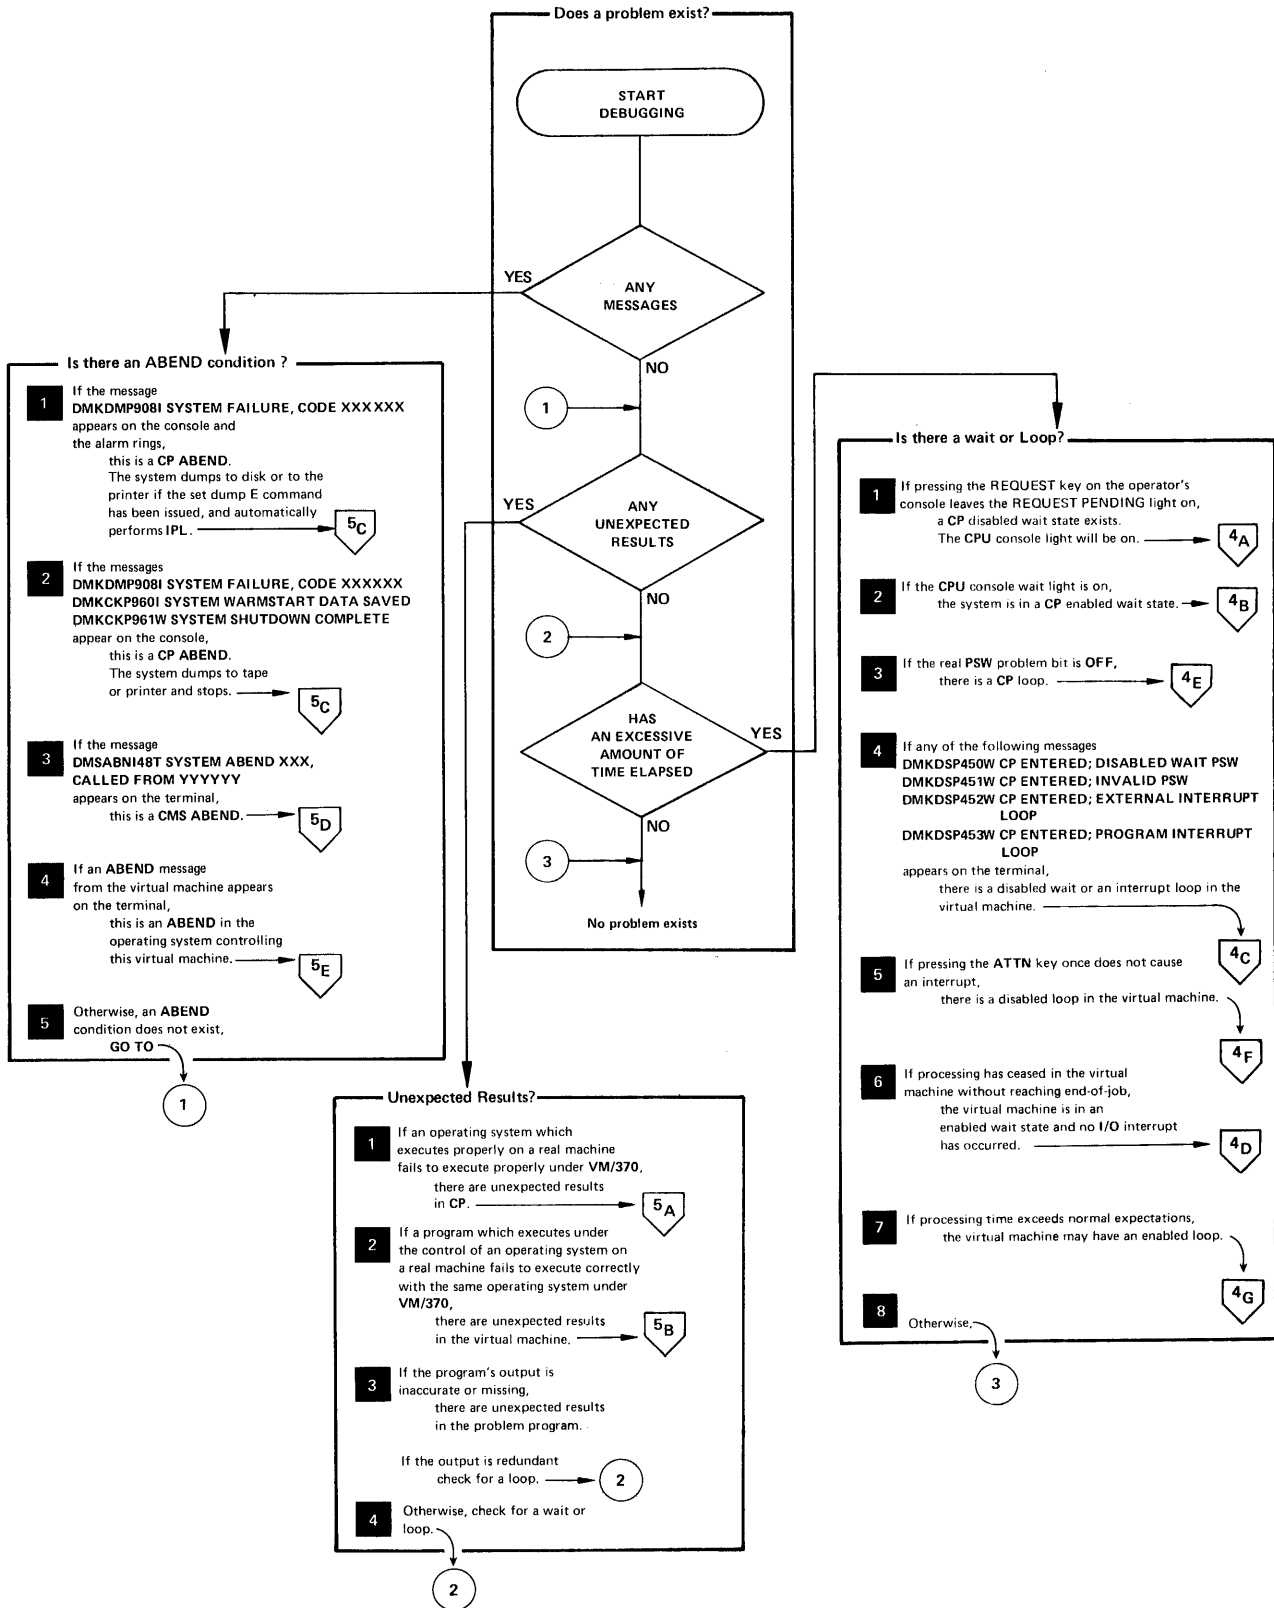 Does a problem exist?
START
DEBUGGING
ANY
MESSAGES
YES
NO
1
ANY
UNEXPECTED
RESULTS
YES
NO
2
HAS
AN EXCESSIVE
AMOUNT OF
TIME ELAPSED
YES
NO
3
No problem exists
Is there an ABEND condition ?
1
If the message
DMKDMP908I SYSTEM FAILURE, CODE XXXXXX
appears on the console and
the alarm rings,
this is a CP ABEND.
The system dumps to disk or to the
printer if the set dump E command
has been issued, and automatically
performs IPL.
5C
2
If the messages
DMKDMP908I SYSTEM FAILURE, CODE XXXXXX
DMKCKP960I SYSTEM WARMSTART DATA SAVED
DMKCKP961W SYSTEM SHUTDOWN COMPLETE
appear on the console,
this is a CP ABEND.
The system dumps to tape
or printer and stops.
5C
3
If the message
DMSABNI48T SYSTEM ABEND XXX,
CALLED FROM YYYYYY
appears on the terminal,
this is a CMS ABEND.
5D
4
If an ABEND message
from the virtual machine appears
on the terminal,
this is an ABEND in the
operating system controlling
this virtual machine.
5E
5
Otherwise, an ABEND
condition does not exist,
GO TO
1
Unexpected Results?
1
If an operating system which
executes properly on a real machine
fails to execute properly under VM/370,
there are unexpected results
in CP.
5A
2
If a program which executes under
the control of an operating system on
a real machine fails to execute correctly
with the same operating system under
VM/370,
there are unexpected results
in the virtual machine.
5B
3
If the program's output is
inaccurate or missing,
there are unexpected results
in the problem program.
If the output is redundant
check for a loop.
2
4
Otherwise, check for a wait or
loop.
2
Is there a wait or Loop?
1
If pressing the REQUEST key on the operator's
console leaves the REQUEST PENDING light on,
a CP disabled wait state exists.
The CPU console light will be on.
4A
2
If the CPU console wait light is on,
the system is in a CP enabled wait state.
4B
3
If the real PSW problem bit is OFF,
there is a CP loop.
4E
4
If any of the following messages
DMKDSP450W CP ENTERED; DISABLED WAIT PSW
DMKDSP451W CP ENTERED; INVALID PSW
DMKDSP452W CP ENTERED; EXTERNAL INTERRUPT
LOOP
DMKDSP453W CP ENTERED; PROGRAM INTERRUPT
LOOP
appears on the terminal,
there is a disabled wait or an interrupt loop in the
virtual machine.
4C
5
If pressing the ATTN key once does not cause
an interrupt,
there is a disabled loop in the virtual machine.
4F
6
If processing has ceased in the virtual
machine without reaching end-of-job,
the virtual machine is in an
enabled wait state and no I/O interrupt
has occurred.
4D
7
If processing time exceeds normal expectations,
the virtual machine may have an enabled loop.
4G
8
Otherwise,
3